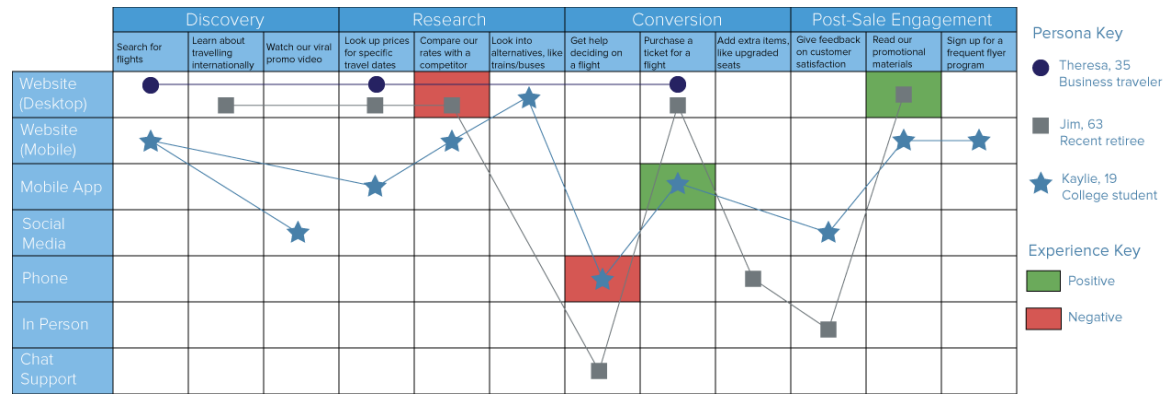 Discovery
Research
Conversion
Post-Sale Engagement
Search for
flights
Learn about
travelling
internationally
Watch our viral
promo video
Look up prices
for specific
travel dates
Compare our
rates with a
competitor
Look into
alternatives, like
trains/buses
Get help
deciding on
a flight
Purchase a
ticket for a
flight
Add extra items,
like upgraded
seats
Give feedback
on customer
satisfaction
Read our
promotional
materials
Sign up for a
frequent flyer
program
Website
(Desktop)
Website
(Mobile)
Mobile App
Social
Media
Phone
In Person
Chat
Support
Persona Key
Theresa, 35
Business traveler
Jim, 63
Recent retiree
Kaylie, 19
College student
Experience Key
Positive
Negative